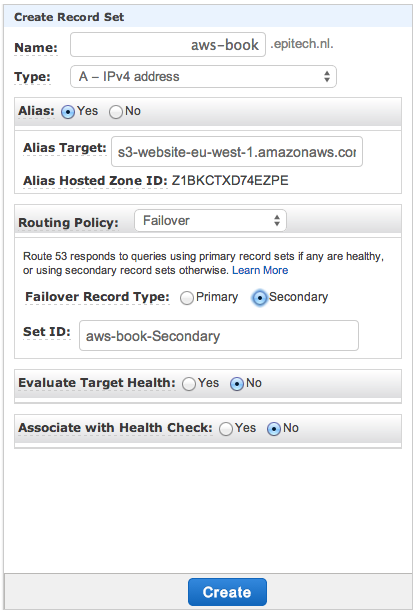 Create Record Set
Name: aws-book .epitech.nl.
Type: A – IPv4 address
Alias: Yes No
Alias Target: s3-website-eu-west-1.amazonaws.com
Alias Hosted Zone ID: Z1BKCTXD74EZPE
Routing Policy: Failover
Route 53 responds to queries using primary record sets if any are healthy,
or using secondary record sets otherwise. Learn More
Failover Record Type: Primary Secondary
Set ID: aws-book-Secondary
Evaluate Target Health: Yes No
Associate with Health Check: Yes No
Create